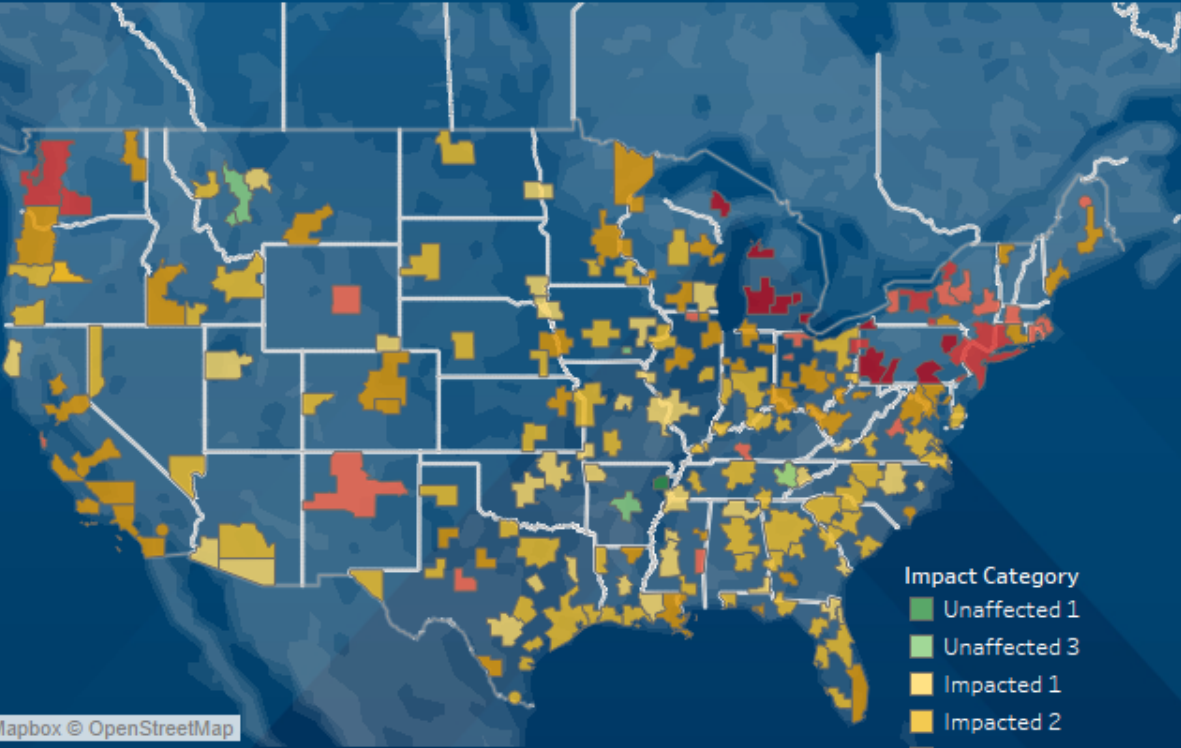 Impact Category
Unaffected 1
Unaffected 3
Impacted 1
Impacted 2
Mapbox © OpenStreetMap